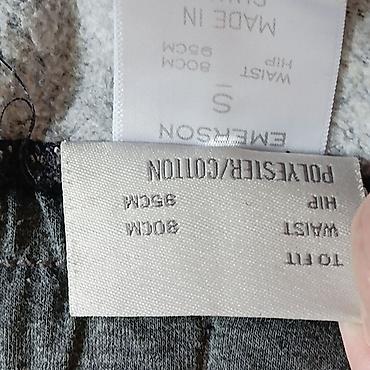 TO FIT
WAIST 80CM
HIP 95CM
POLYESTER/COTTON
EMERSON
S
WAIST 80CM
HIP 95CM
MADE IN